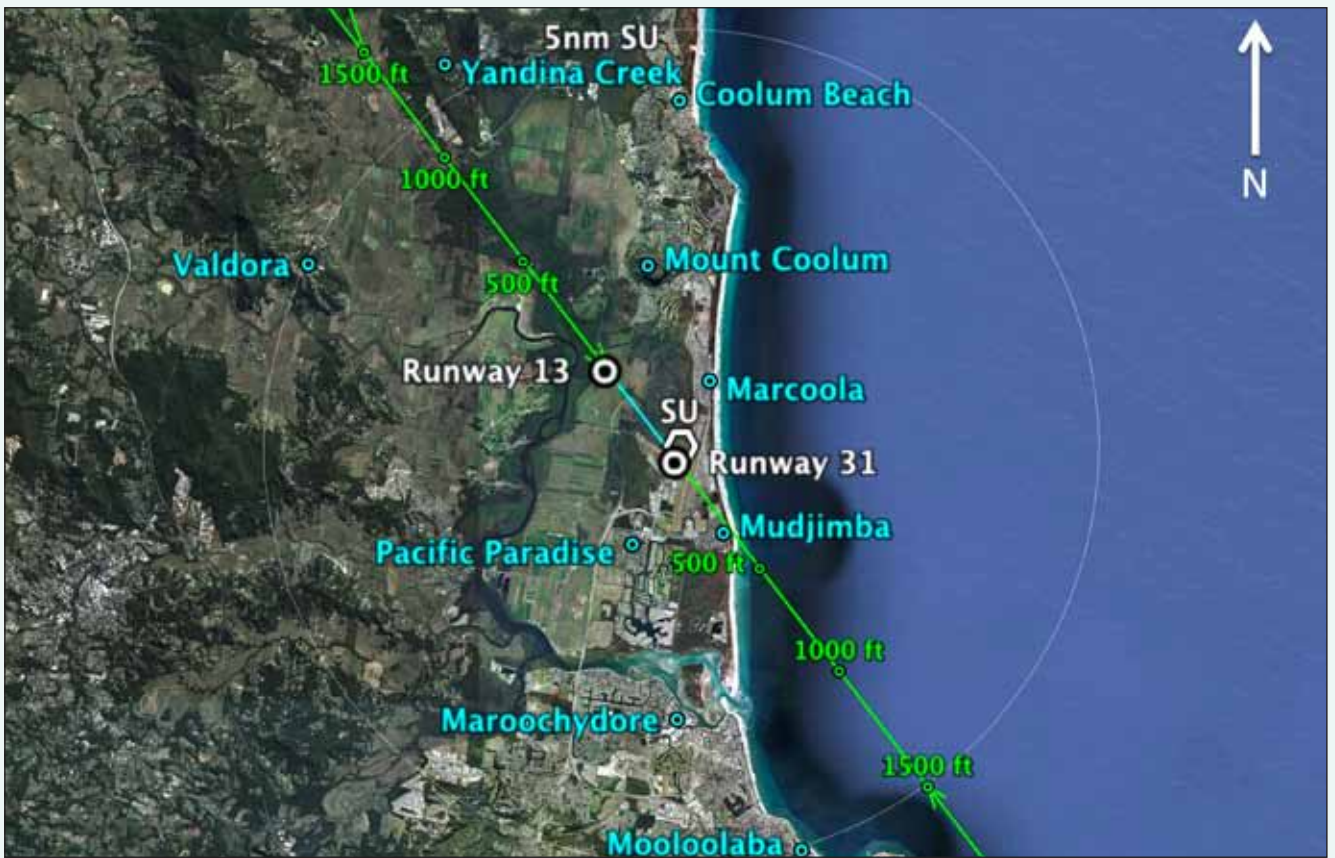 5nm SU
1500 ft
Yandina Creek
Coolum Beach
1000 ft
N
Valdora
500 ft
Mount Coolum
Runway 13
Marcoola
SU
Runway 31
Mudjimba
Pacific Paradise
500 ft
1000 ft
Maroochydore
1500 ft
Mooloolaba